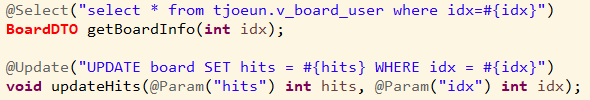 @Select("select * from tjoeun.v_board_user where idx=#{idx}")
BoardDTO getBoardInfo(int idx);
@Update("UPDATE board SET hits = #{hits} WHERE idx = #{idx}")
void updateHits(@Param("hits") int hits, @Param("idx") int idx);